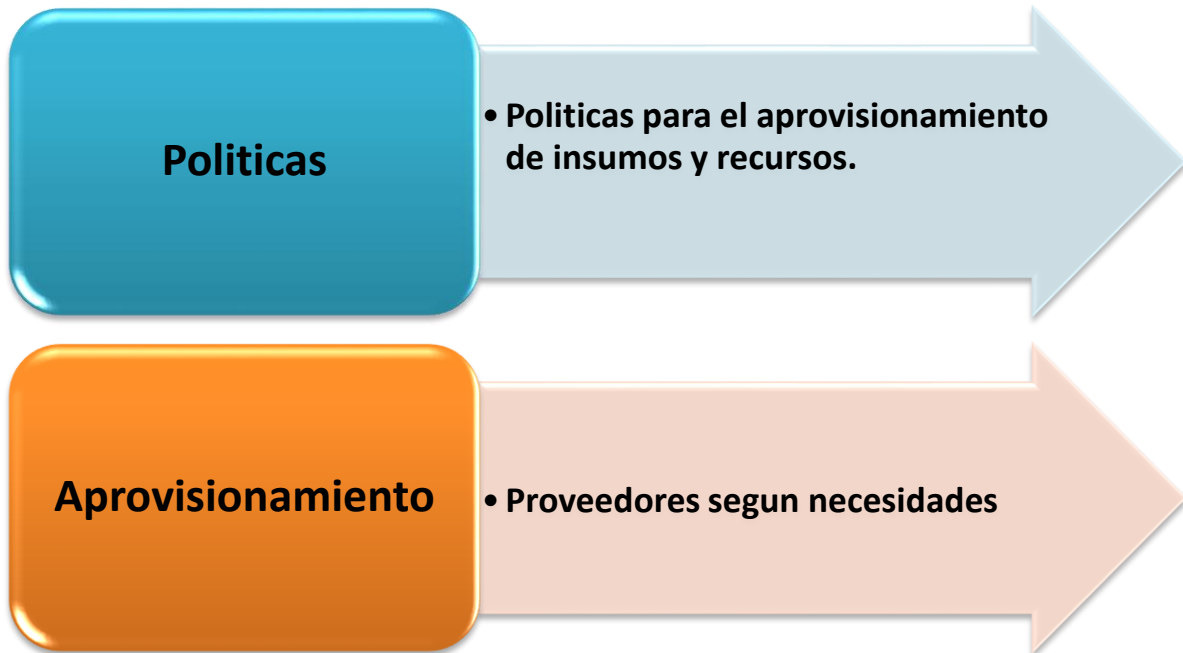 Politicas
• Politicas para el aprovisionamiento
de insumos y recursos.
Aprovisionamiento
• Proveedores segun necesidades